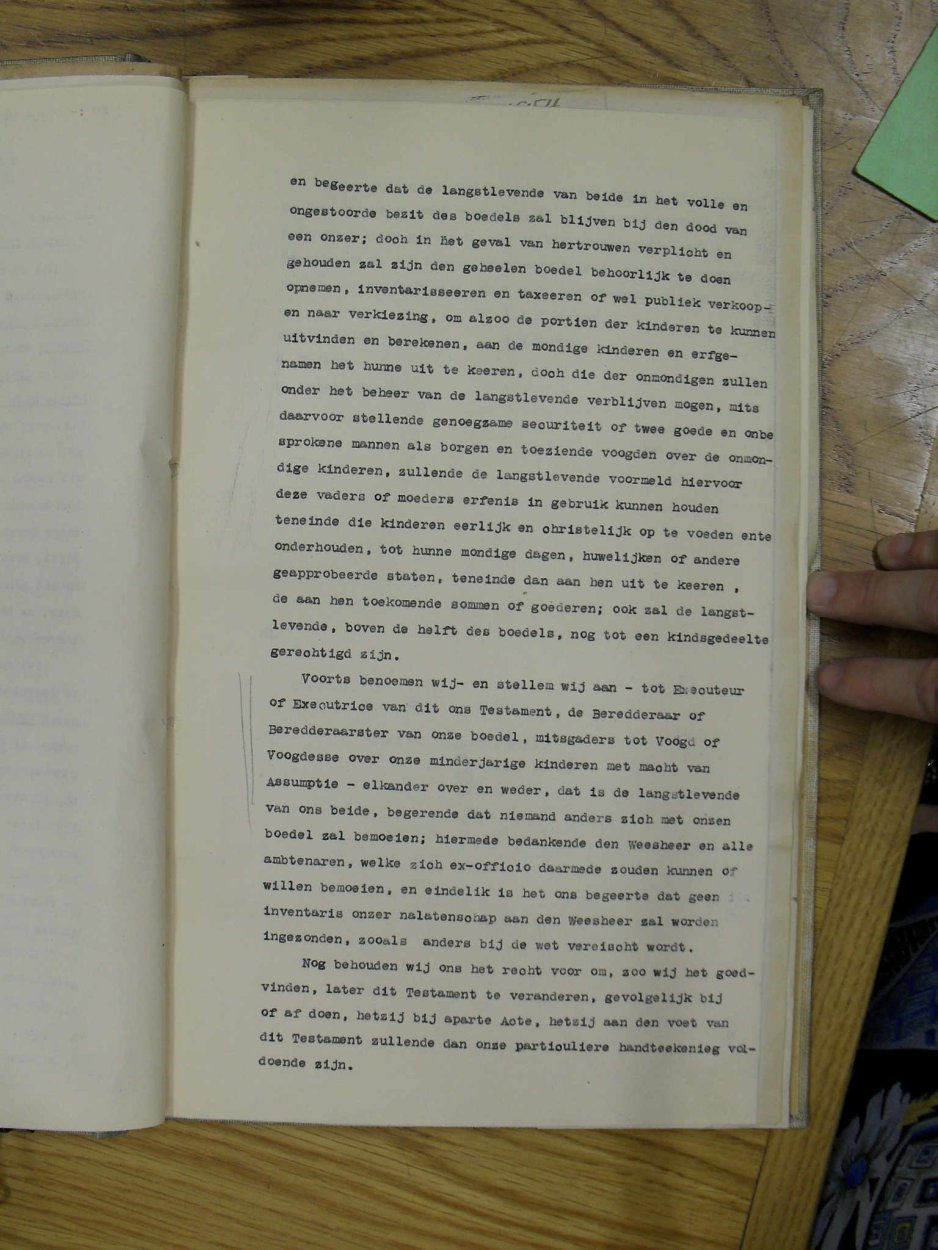 en begeerte dat de langstlevende van beide in het volle en
ongestoorde bezit des boedels zal blijven bij den dood van
een onzer; doch in het geval van hertrouwen verplicht en
gehouden zal zijn den geheelen boedel behoorlijk te doen
opnemen, inventarisseeren en taxeeren of wel publiek verkoop-
en naar verkiezing, om alzoo de portien der kinderen te kunnen
uitvinden en berekenen, aan de mondige kinderen en erfge-
namen het hunne uit te keeren, doch die der onmondigen zullen
onder het beheer van de langstlevende verblijven mogen, mits
daarvoor stellende genoegzame securiteit of twee goede en onbe
sprokene mannen als borgen en toeziende voogden over de onmon-
dige kinderen, zullende de langstlevende voormeld hiervoor
deze vaders of moeders erfenis in gebruik kunnen houden
teneinde die kinderen eerlijk en christelijk op te voeden ente
onderhouden, tot hunne mondige dagen, huwelijken of andere
geapprobeerde staten, teneinde dan aan hen uit te keeren ,
de aan hen toekomende sommen of goederen; ook zal de langst-
levende, boven de helft des boedels, nog tot een kindsgedeelte
gerechtigd zijn.
Voorts benoemen wij- en stellem wij aan - tot Executeur
of Executrice van dit ons Testament, de Beredderaar of
Beredderaarster van onze boedel, mitsgaders tot Voogd of
Voogdesse over onze minderjarige kinderen met macht van
Assumptie - elkander over en weder, dat is de langstlevende
van ons beide, begerende dat niemand anders zich met onzen
boedel zal bemoeien; hiermede bedankende den Weesheer en alle
ambtenaren, welke zich ex-officio daarmede zouden kunnen of
willen bemoeien, en eindelik is het ons begeerte dat geen
inventaris onzer nalatenschap aan den Weesheer zal worden
ingezonden, zooals anders bij de wet vereischt wordt.
Nog behouden wij ons het recht voor om, zoo wij het goed-
vinden, later dit Testament te veranderen, gevolgelijk bij
of af doen, hetzij bij aparte Acte, hetzij aan den voet van
dit Testament zullende dan onze particuliere handteekenieg vol-
doende zijn.